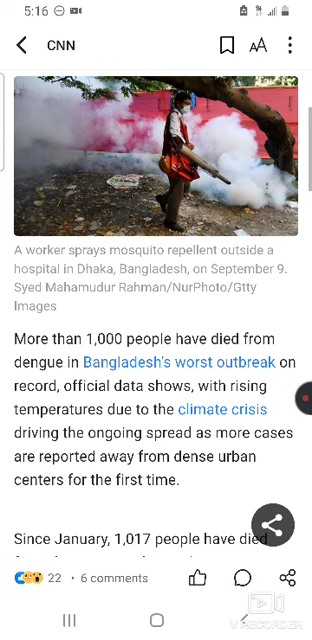 5:16
CNN
AA
A worker sprays mosquito repellent outside a
hospital in Dhaka, Bangladesh, on September 9.
Syed Mahamudur Rahman/NurPhoto/Gtty
Images
More than 1,000 people have died from
dengue in Bangladesh's worst outbreak on
record, official data shows, with rising
temperatures due to the climate crisis
driving the ongoing spread as more cases
are reported away from dense urban
centers for the first time.
Since January, 1,017 people have died
22 • 6 comments
V RECORDER